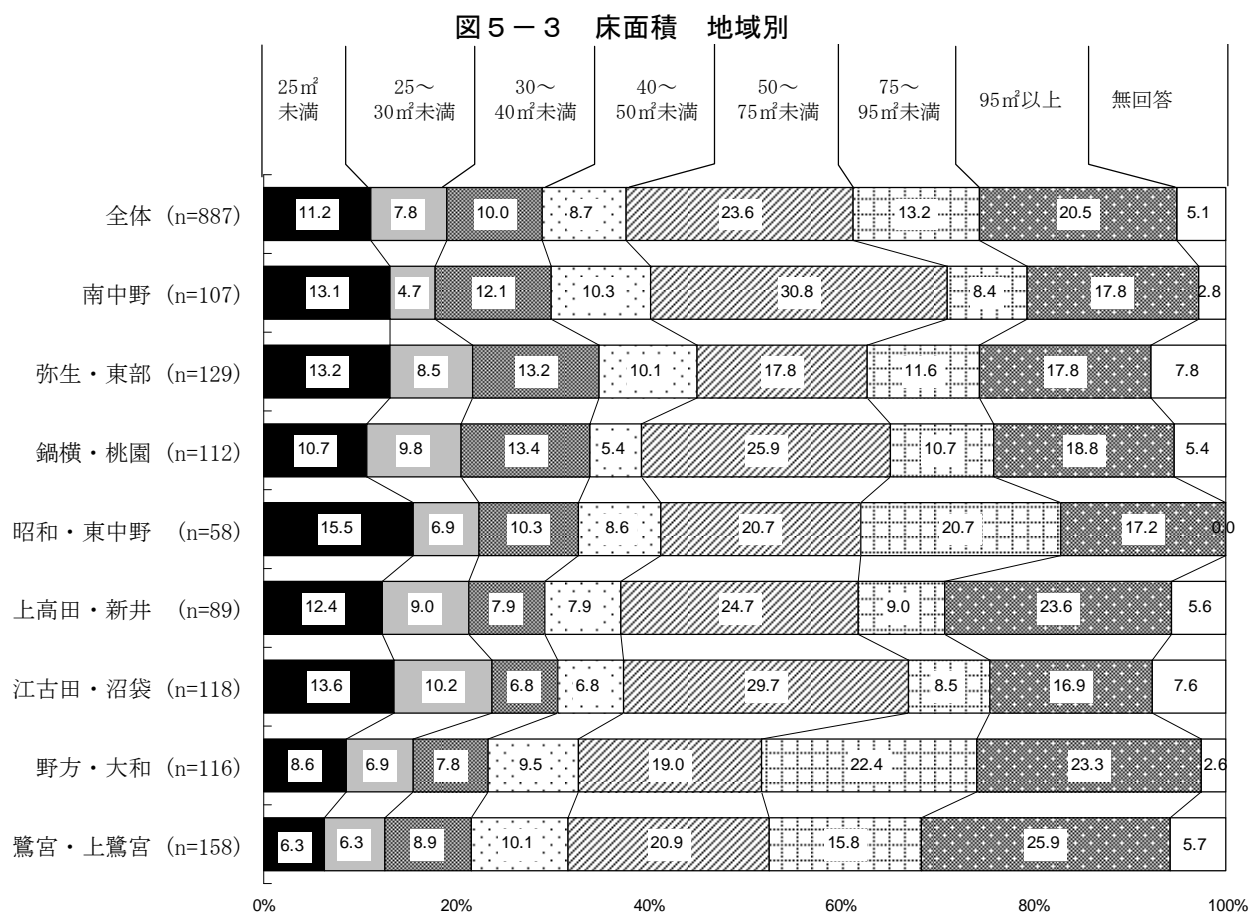 図５－３　床面積　地域別
25㎡
未満
25～
30㎡未満
30～
40㎡未満
40～
50㎡未満
50～
75㎡未満
75～
95㎡未満
95㎡以上
無回答
全体 (n=887)
11.2 7.8 10.0 8.7 23.6 13.2 20.5 5.1
南中野 (n=107)
13.1 4.7 12.1 10.3 30.8 8.4 17.8 2.8
弥生・東部 (n=129)
13.2 8.5 13.2 10.1 17.8 11.6 17.8 7.8
鍋横・桃園 (n=112)
10.7 9.8 13.4 5.4 25.9 10.7 18.8 5.4
昭和・東中野 (n=58)
15.5 6.9 10.3 8.6 20.7 20.7 17.2 0.0
上高田・新井 (n=89)
12.4 9.0 7.9 7.9 24.7 9.0 23.6 5.6
江古田・沼袋 (n=118)
13.6 10.2 6.8 6.8 29.7 8.5 16.9 7.6
野方・大和 (n=116)
8.6 6.9 7.8 9.5 19.0 22.4 23.3 2.6
鷺宮・上鷺宮 (n=158)
6.3 6.3 8.9 10.1 20.9 15.8 25.9 5.7
0% 20% 40% 60% 80% 100%